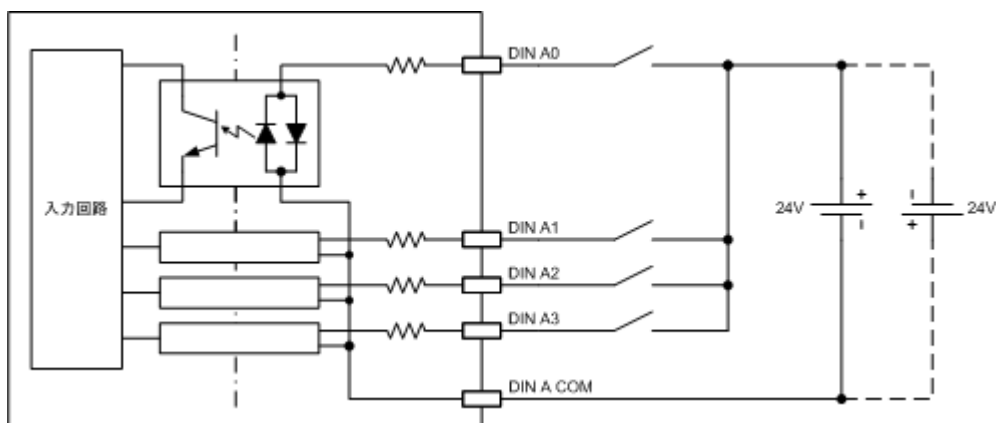 DIN A0
入力回路
24V
+
-
-
+
24V
DIN A1
DIN A2
DIN A3
DIN A COM